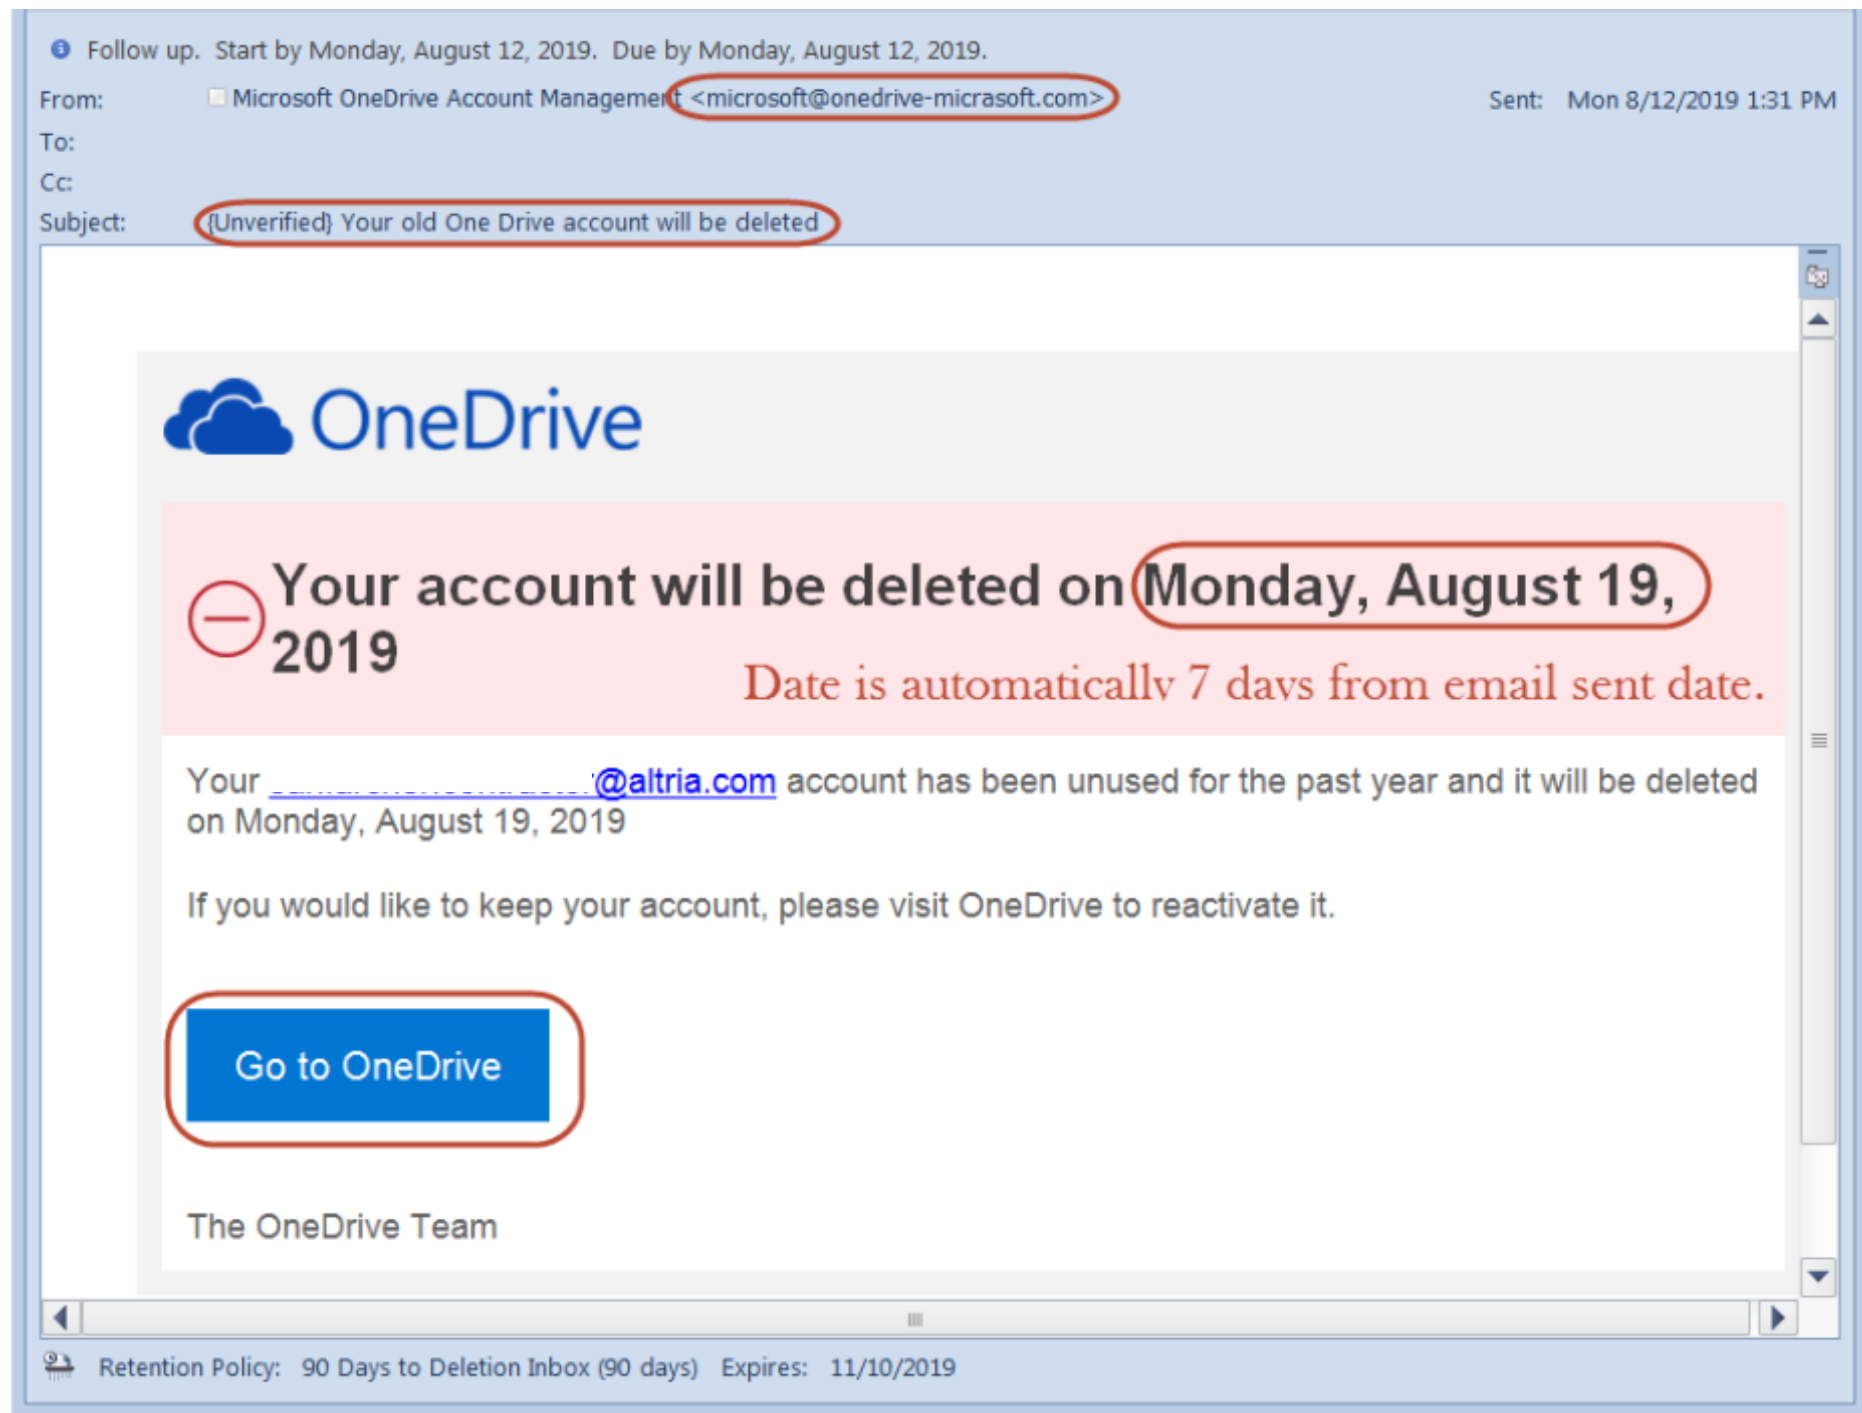 Follow up. Start by Monday, August 12, 2019. Due by Monday, August 12, 2019.
From: Microsoft OneDrive Account Management <microsoft@onedrive-micrasoft.com> Sent: Mon 8/12/2019 1:31 PM
To:
Cc:
Subject: {Unverified} Your old One Drive account will be deleted
OneDrive
Your account will be deleted on Monday, August 19,
2019
Date is automatically 7 days from email sent date.
Your @altria.com account has been unused for the past year and it will be deleted
on Monday, August 19, 2019
If you would like to keep your account, please visit OneDrive to reactivate it.
Go to OneDrive
The OneDrive Team
Retention Policy: 90 Days to Deletion Inbox (90 days) Expires: 11/10/2019